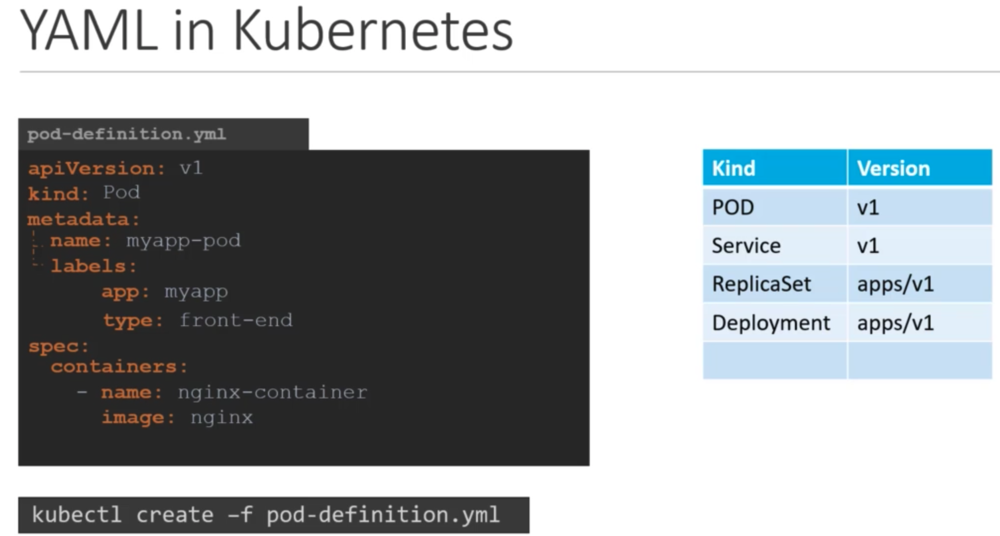 YAML in Kubernetes
pod-definition.yml
apiVersion: v1
kind: Pod
metadata:
name: myapp-pod
labels:
app: myapp
type: front-end
spec:
containers:
- name: nginx-container
image: nginx
kubectl create –f pod-definition.yml
Kind Version
POD v1
Service v1
ReplicaSet apps/v1
Deployment apps/v1